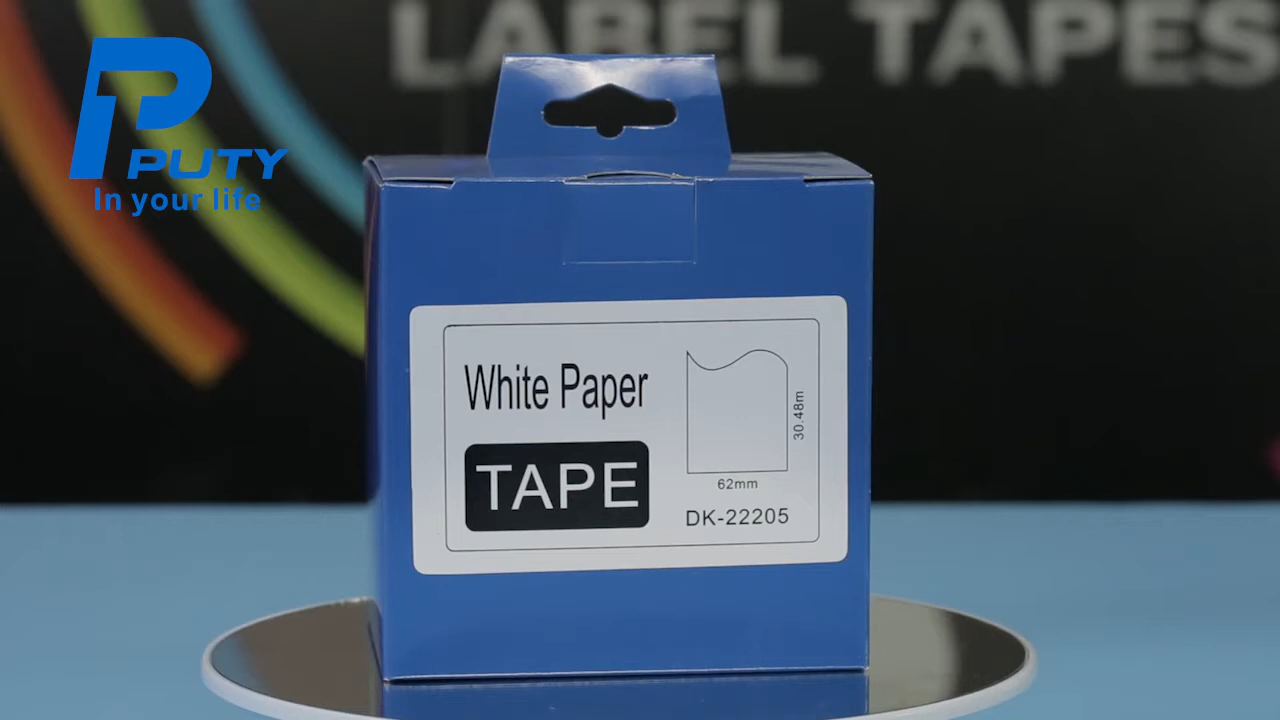 LABEL TAPES
PUTY
In your life
White Paper
TAPE
30.48m
62mm
DK-22205